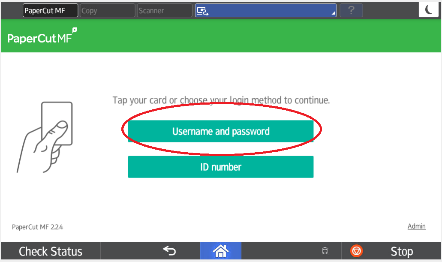 PaperCut MF Copy Scanner ?
PaperCut MF
Tap your card or choose your login method to continue.
Username and password
ID number
PaperCut MF 22.4 Admin
Check Status Stop